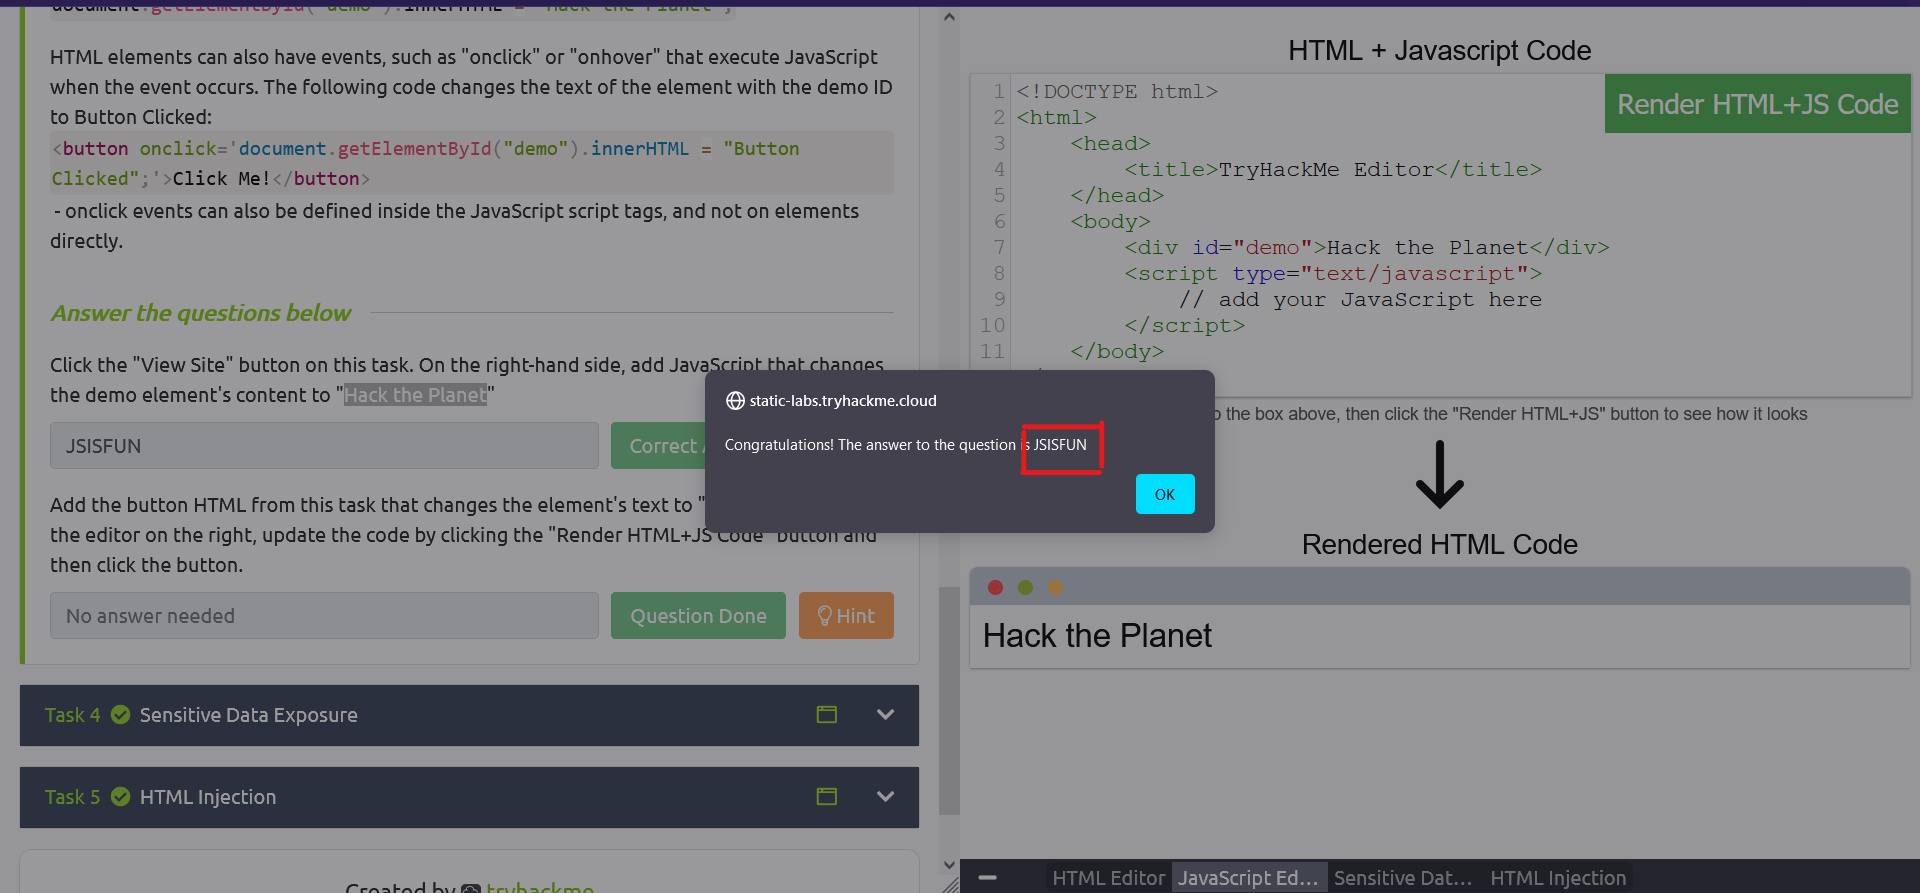 document.getElementById("demo").innerHTML = "Hack the Planet";
HTML elements can also have events, such as "onclick" or "onhover" that execute JavaScript
when the event occurs. The following code changes the text of the element with the demo ID
to Button Clicked:
<button onclick='document.getElementById("demo").innerHTML = "Button
Clicked";'>Click Me!</button>
- onclick events can also be defined inside the JavaScript script tags, and not on elements
directly.
Answer the questions below
Click the "View Site" button on this task. On the right-hand side, add JavaScript that changes
the demo element's content to "Hack the Planet"
JSISFUN
Correct
Add the button HTML from this task that changes the element's text to "
the editor on the right, update the code by clicking the "Render HTML+JS Code" button and
then click the button.
No answer needed
Question Done
Hint
Task 4 Sensitive Data Exposure
Task 5 HTML Injection
Created by tryhackme
static-labs.tryhackme.cloud
Congratulations! The answer to the question is JSISFUN
OK
HTML + Javascript Code
Render HTML+JS Code
1 <!DOCTYPE html>
2 <html>
3 <head>
4 <title>TryHackMe Editor</title>
5 </head>
6 <body>
7 <div id="demo">Hack the Planet</div>
8 <script type="text/javascript">
9 // add your JavaScript here
10 </script>
11 </body>
the box above, then click the "Render HTML+JS" button to see how it looks
Rendered HTML Code
Hack the Planet
HTML Editor
JavaScript Ed...
Sensitive Dat...
HTML Injection